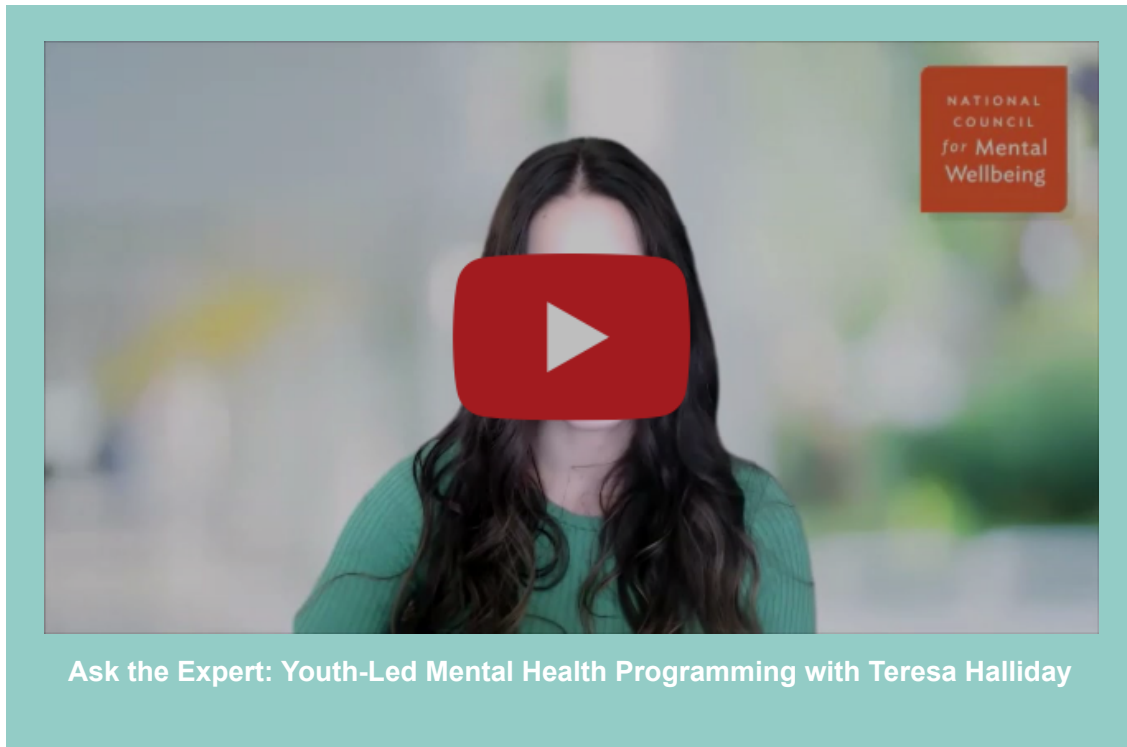 NATIONAL
COUNCIL
for Mental
Wellbeing
Ask the Expert: Youth-Led Mental Health Programming with Teresa Halliday